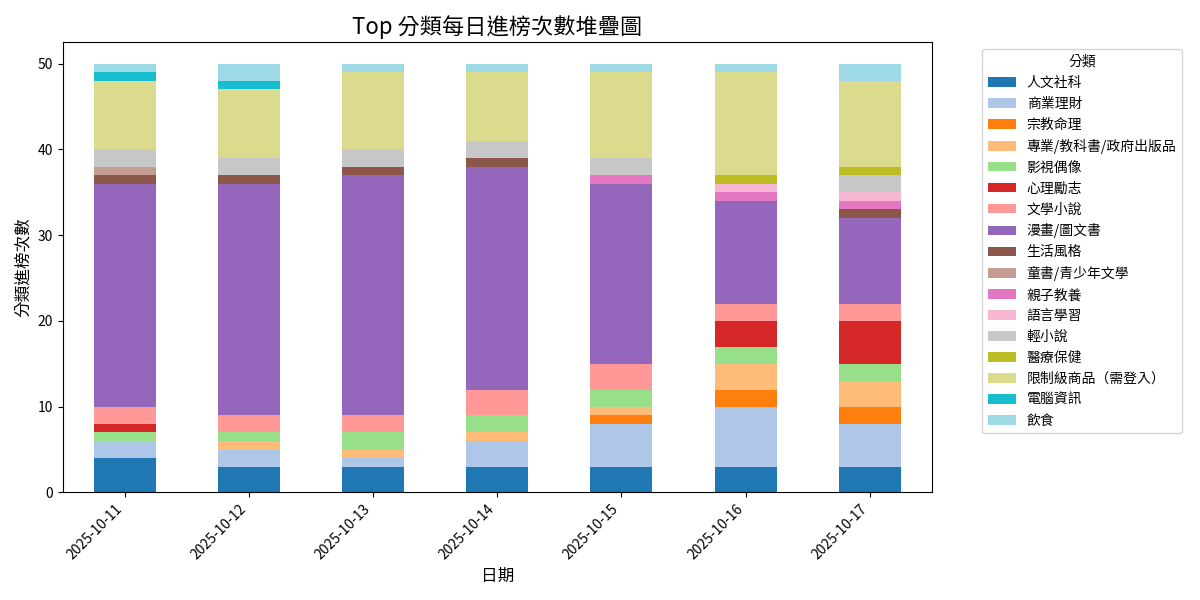 Top 分類每日進榜次數堆疊圖
分類進榜次數
50
40
30
20
10
0
2025-10-11
2025-10-12
2025-10-13
2025-10-14
2025-10-15
2025-10-16
2025-10-17
日期
分類
人文社科
商業理財
宗教命理
專業/教科書/政府出版品
影視偶像
心理勵志
文學小說
漫畫/圖文書
生活風格
童書/青少年文學
親子教養
語言學習
輕小說
醫療保健
限制級商品（需登入）
電腦資訊
飲食